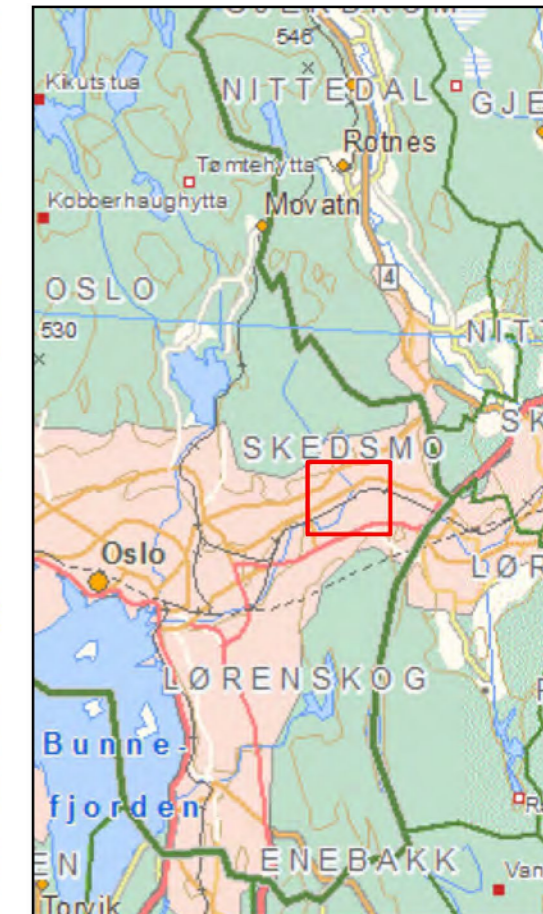 546
Kikutstua
NITTEDAL
GJE
Rotnes
Tømtehytta
Kobberhaughytta
Movatn
OSLO
4
530
NITT
SK
SKEDSMO
Oslo
LØR
LØRENSKOG
Bunne-
fjorden
EN
ENEBAKK
Van
Torvik